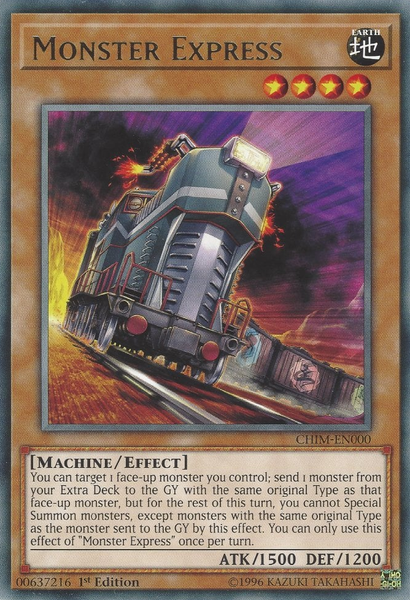 MONSTER EXPRESS
EARTH
地
CHIM-EN000
[MACHINE/EFFECT]
You can target 1 face-up monster you control; send 1 monster from
your Extra Deck to the GY with the same original Type as that
face-up monster, but for the rest of this turn, you cannot Special
Summon monsters, except monsters with the same original Type
as the monster sent to the GY by this effect. You can only use this
effect of "Monster Express" once per turn.
ATK/1500 DEF/1200
00637216 1st Edition ©1996 KAZUKI TAKAHASHI